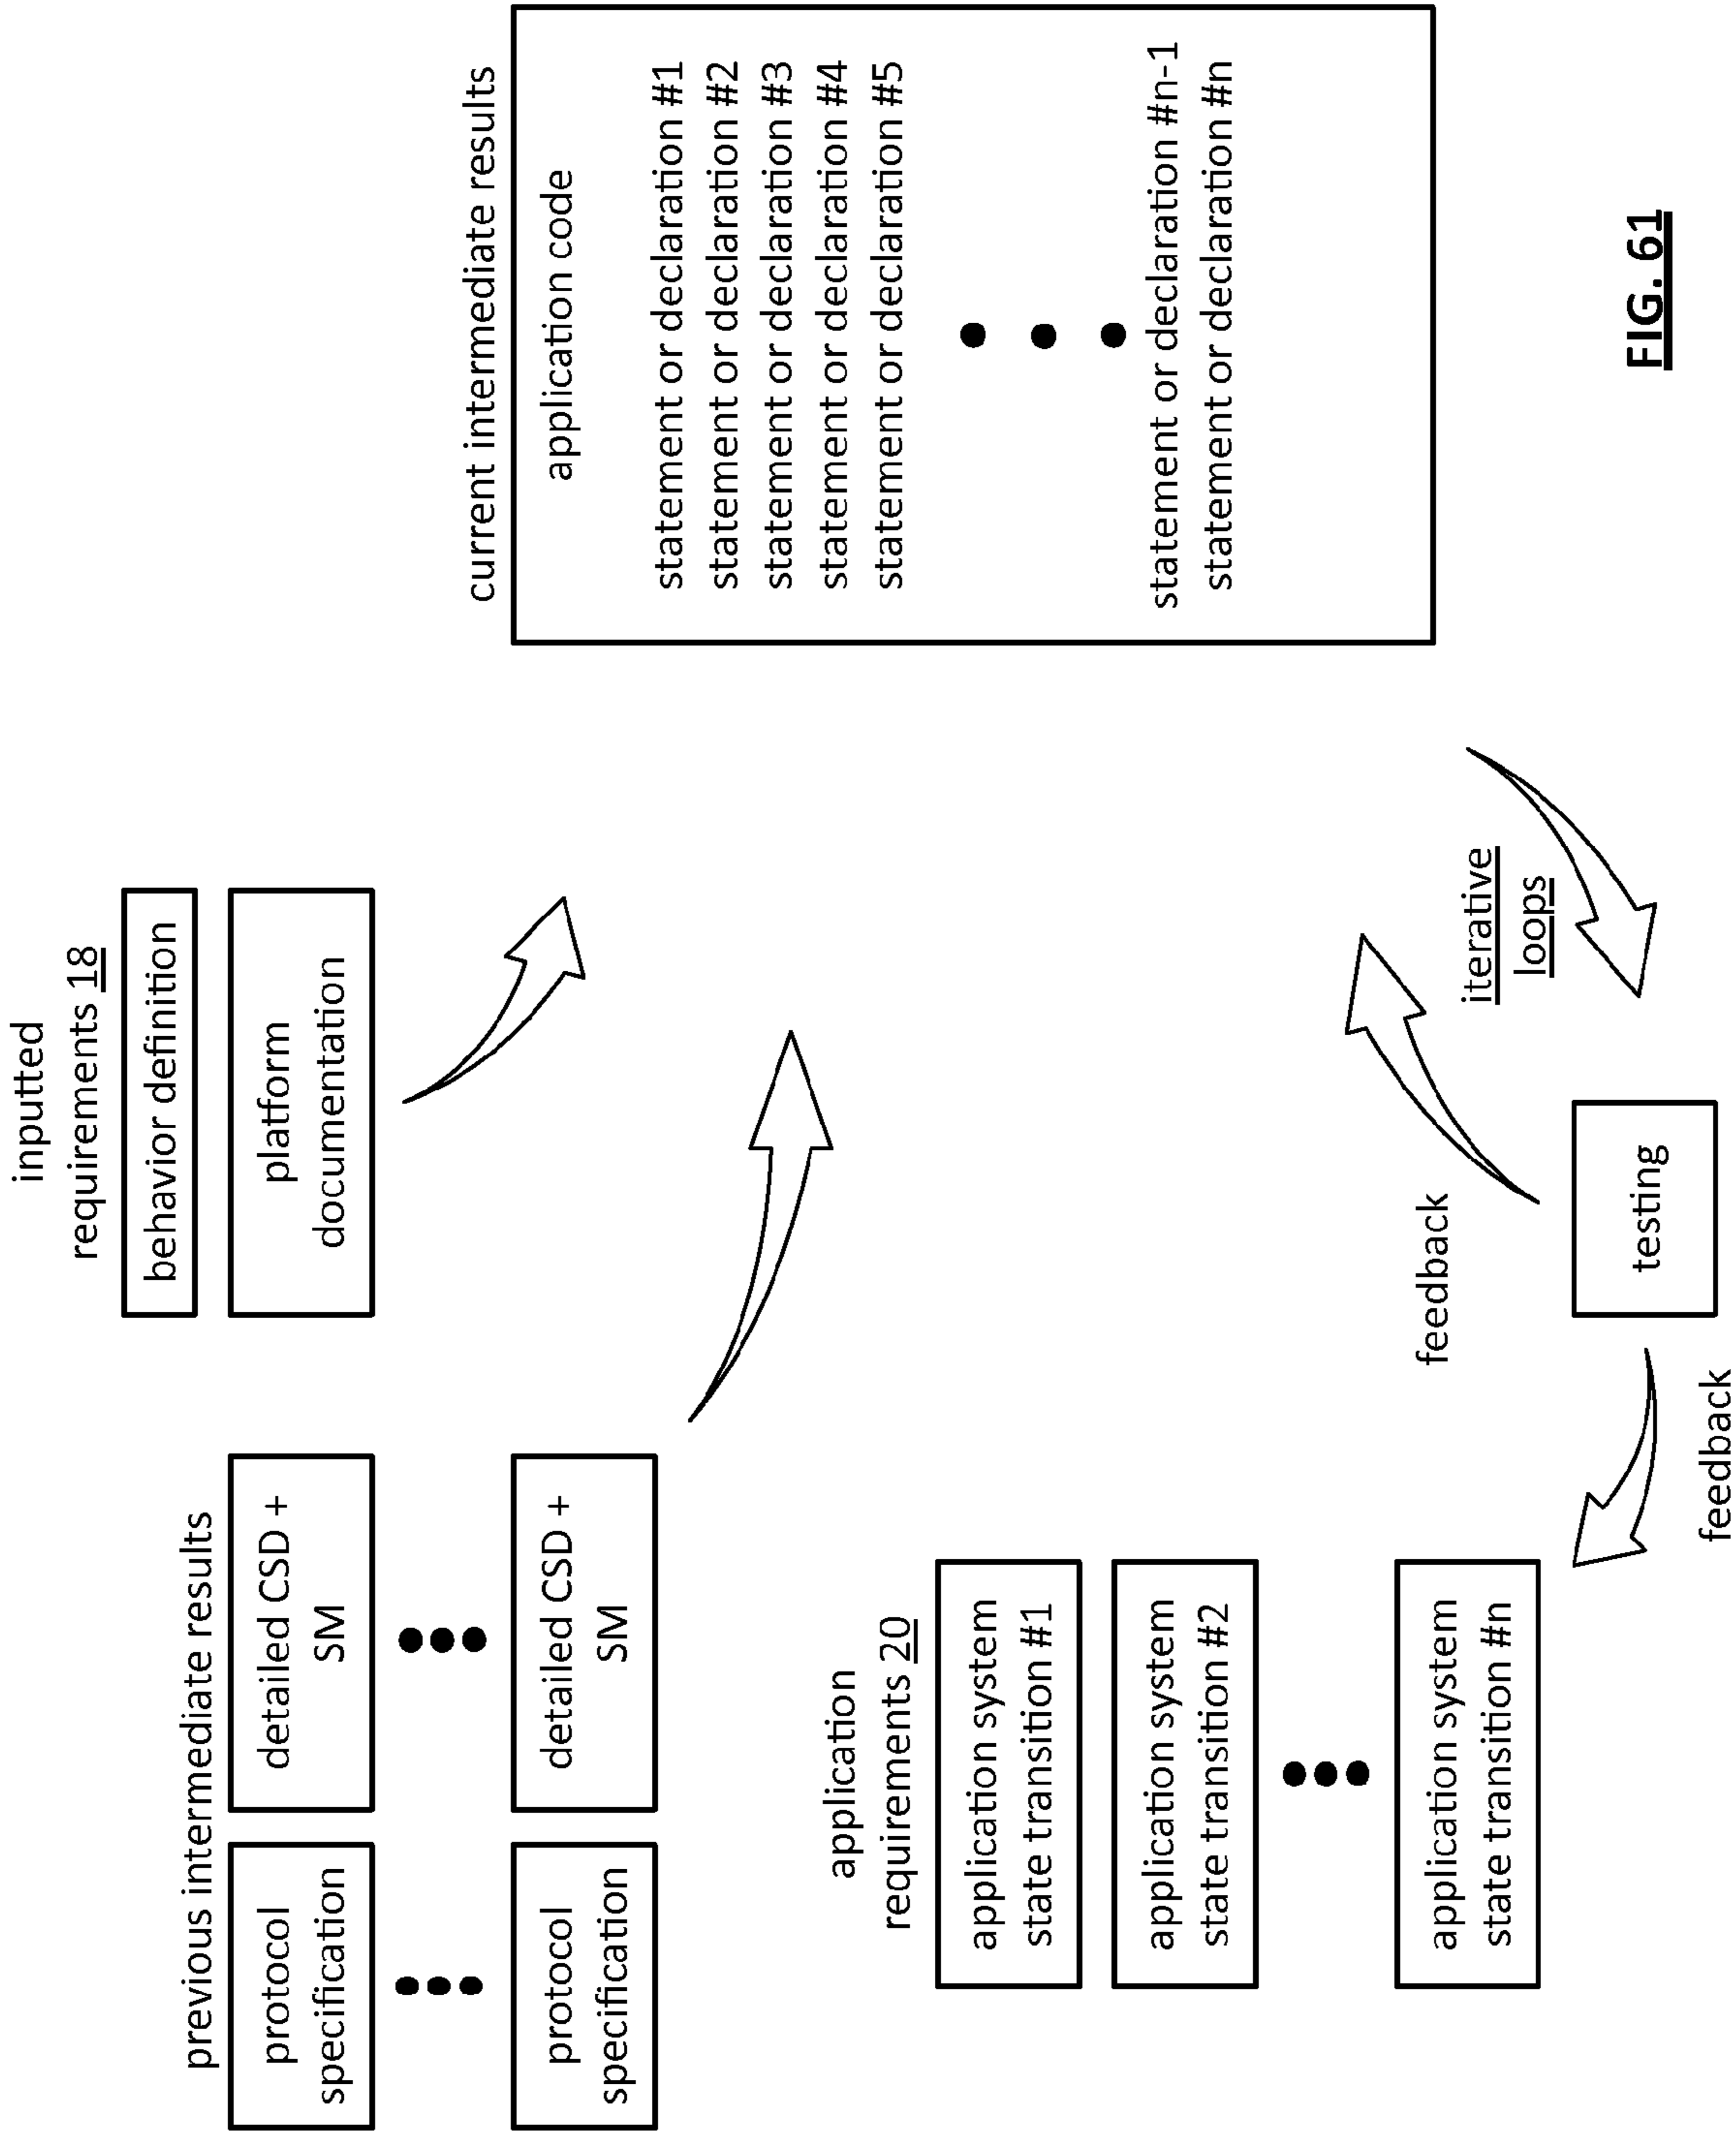 inputted
requirements 18
behavior definition
platform
documentation
previous intermediate results
protocol
specification
detailed CSD +
SM
protocol
specification
detailed CSD +
SM
current intermediate results
application code
statement or declaration #1
statement or declaration #2
statement or declaration #3
statement or declaration #4
statement or declaration #5
statement or declaration #n-1
statement or declaration #n
application
requirements 20
application system
state transition #1
application system
state transition #2
application system
state transition #n
feedback
iterative
loops
testing
feedback
FIG. 61